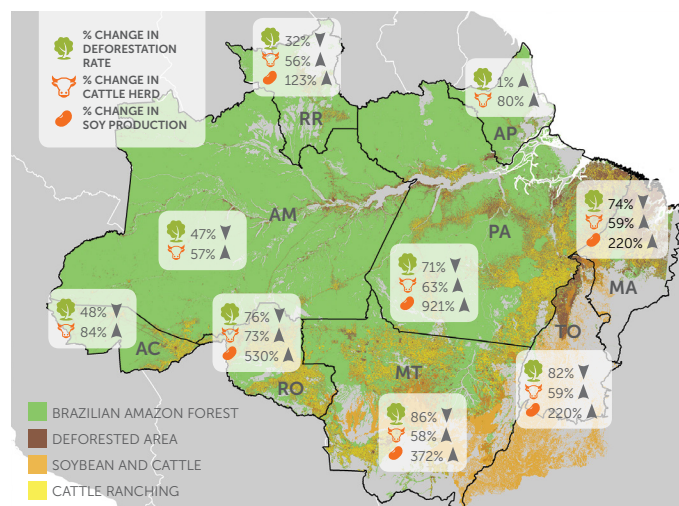 % CHANGE IN
DEFORESTATION
RATE
% CHANGE IN
CATTLE HERD
% CHANGE IN
SOY PRODUCTION
32%
56%
123%
RR
1%
80%
AP
AM
47%
57%
PA
71%
63%
921%
74%
59%
220%
MA
TO
48%
84%
AC
76%
73%
530%
RO
MT
86%
58%
372%
82%
59%
220%
BRAZILIAN AMAZON FOREST
DEFORESTED AREA
SOYBEAN AND CATTLE
CATTLE RANCHING